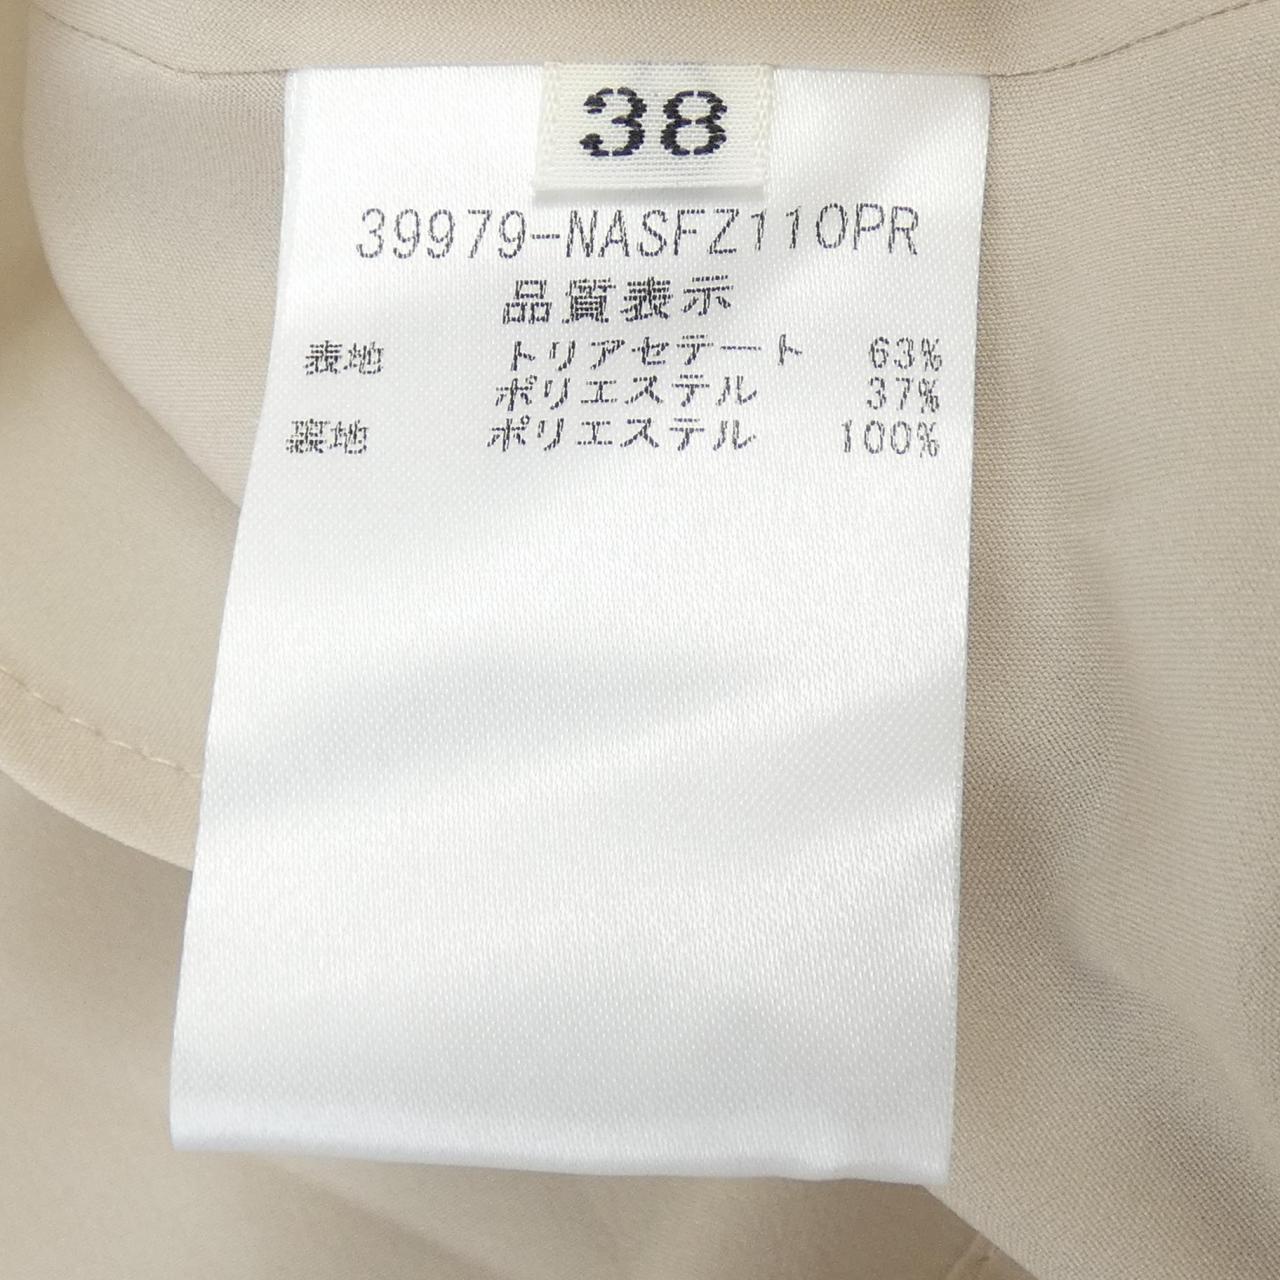 38
39979-NASFZ110PR
品質表示
表地 トリアセテート 63%
ポリエステル 37%
裏地 ポリエステル 100%